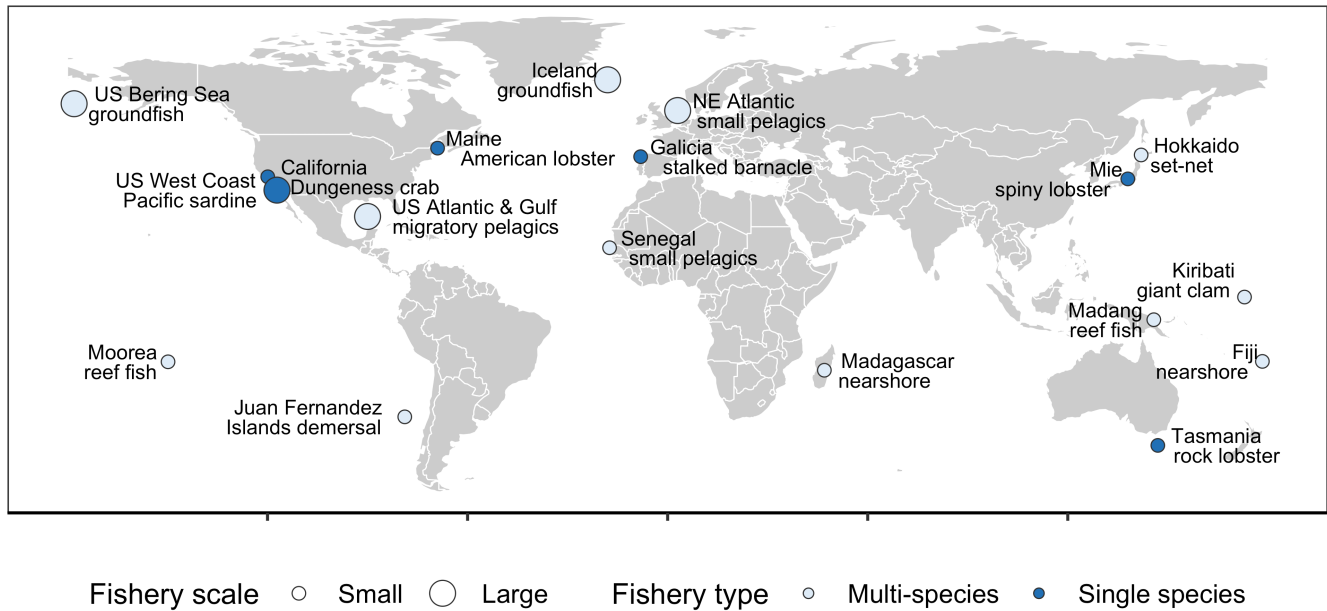 Iceland
groundfish
US Bering Sea
groundfish
NE Atlantic
small pelagics
Maine
American lobster
Galicia
stalked barnacle
Hokkaido
set-net
Mie
spiny lobster
California
Dungeness crab
US West Coast
Pacific sardine
US Atlantic & Gulf
migratory pelagics
Senegal
small pelagics
Kiribati
giant clam
Madang
reef fish
Moorea
reef fish
Madagascar
nearshore
Fiji
nearshore
Juan Fernandez
Islands demersal
Tasmania
rock lobster
Fishery scale Small Large Fishery type Multi-species Single species